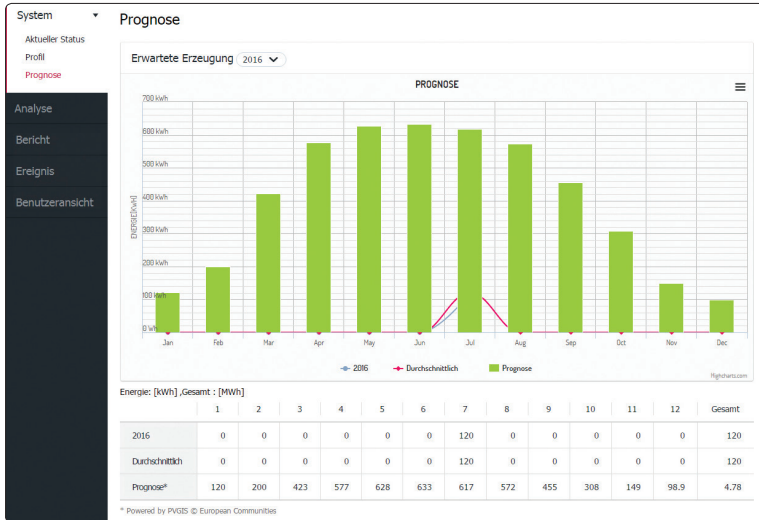 System
Aktueller Status
Profil
Prognose
Analyse
Bericht
Ereignis
Benutzeransicht
Prognose
Erwartete Erzeugung 2016
PROGNOSE
ENERGIE[KWH]
700 kWh
600 kWh
500 kWh
400 kWh
300 kWh
200 kWh
100 kWh
0 Wh
Jan Feb Mar Apr May Jun Jul Aug Sep Oct Nov Dec
2016 Durchschnittlich Prognose
Highcharts.com
Energie: [kWh] ,Gesamt : [MWh]
1 2 3 4 5 6 7 8 9 10 11 12 Gesamt
2016 0 0 0 0 0 0 120 0 0 0 0 0 120
Durchschnittlich 0 0 0 0 0 0 120 0 0 0 0 0 120
Prognose* 120 200 423 577 628 633 617 572 455 308 149 98.9 4.78
* Powered by PVGIS © European Communities